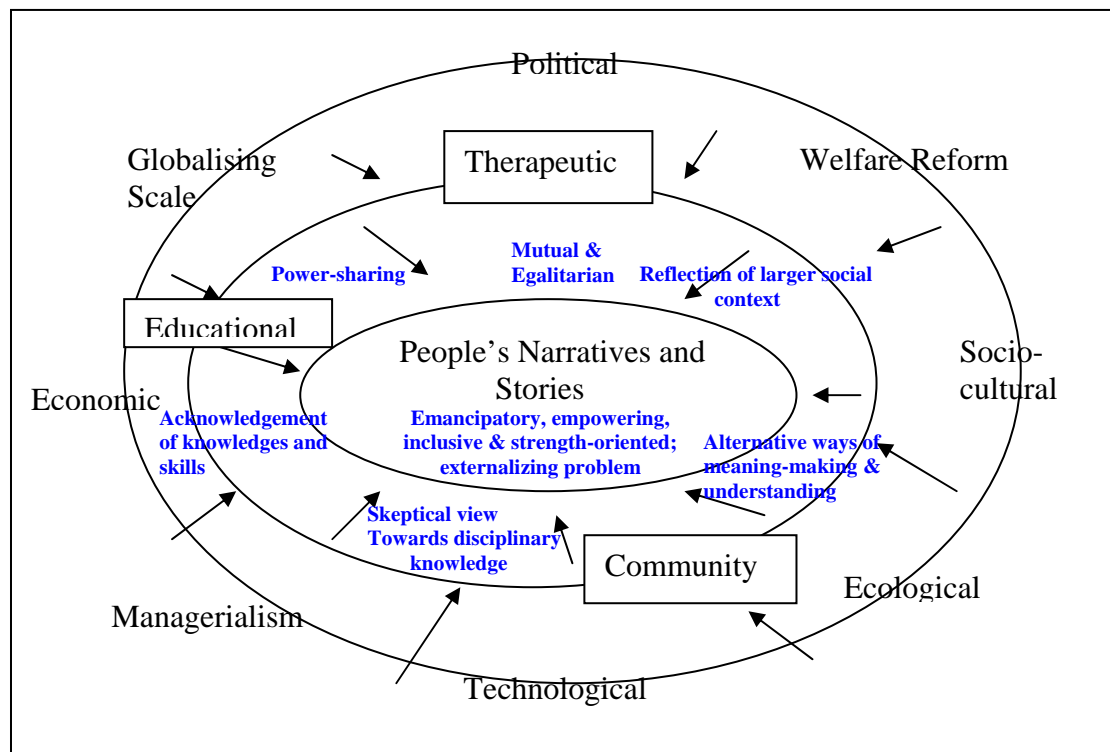 Political
Globalising
Scale
Therapeutic
Welfare Reform
Mutual &
Egalitarian
Power-sharing
Reflection of larger social
context
Educational
People’s Narratives and
Stories
Socio-
cultural
Economic
Acknowledgement
of knowledges and
skills
Emancipatory, empowering,
inclusive & strength-oriented;
externalizing problem
Alternative ways of
meaning-making &
understanding
Skeptical view
Towards disciplinary
knowledge
Community
Ecological
Managerialism
Technological